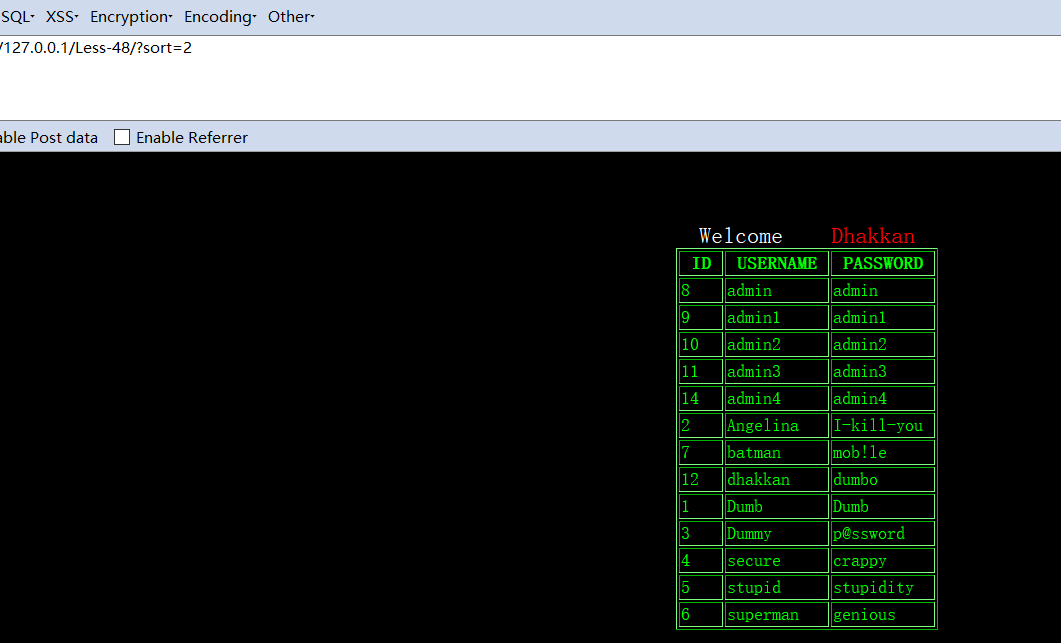 SQL XSS Encryption Encoding Other
/127.0.0.1/Less-48/?sort=2
able Post data Enable Referrer
Welcome Dhakkan
ID USERNAME PASSWORD
8 admin admin
9 admin1 admin1
10 admin2 admin2
11 admin3 admin3
14 admin4 admin4
2 Angelina I-kill-you
7 batman mob!le
12 dhakkan dumbo
1 Dumb Dumb
3 Dummy p@ssword
4 secure crappy
5 stupid stupidity
6 superman genious